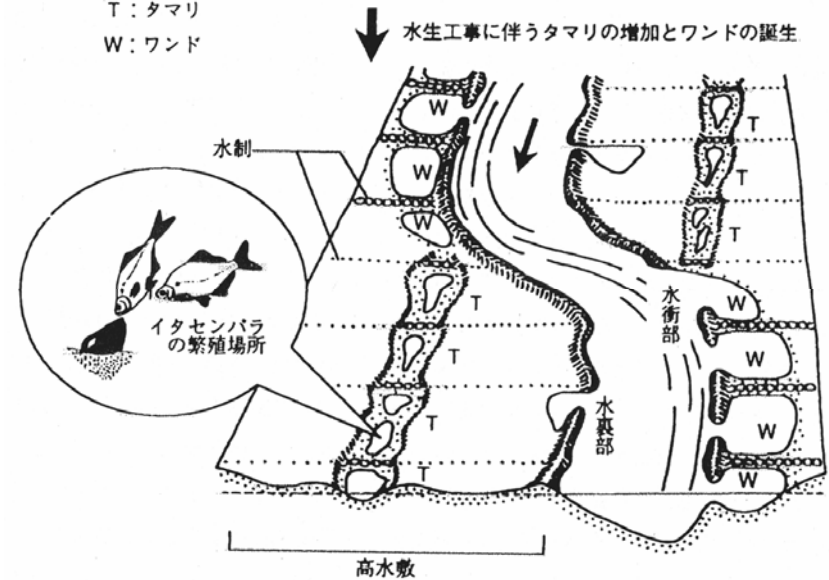 T：タマリ
W：ワンド
水生工事に伴うタマリの増加とワンドの誕生
W
T
水制
W
T
W
T
イタセンパラ
の繁殖場所
T
水衝部
W
T
W
T
水裏部
W
T
W
高水敷